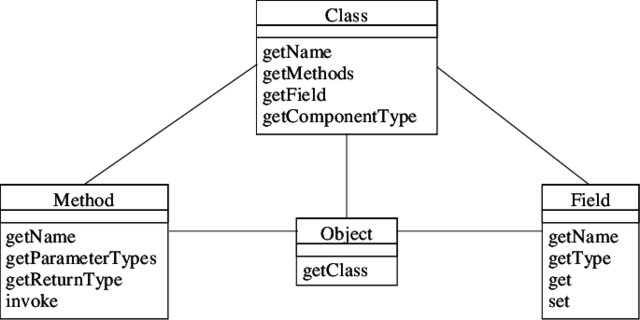 Class
getName
getMethods
getField
getComponentType
Method
getName
getParameterTypes
getReturnType
invoke
Object
getClass
Field
getName
getType
get
set